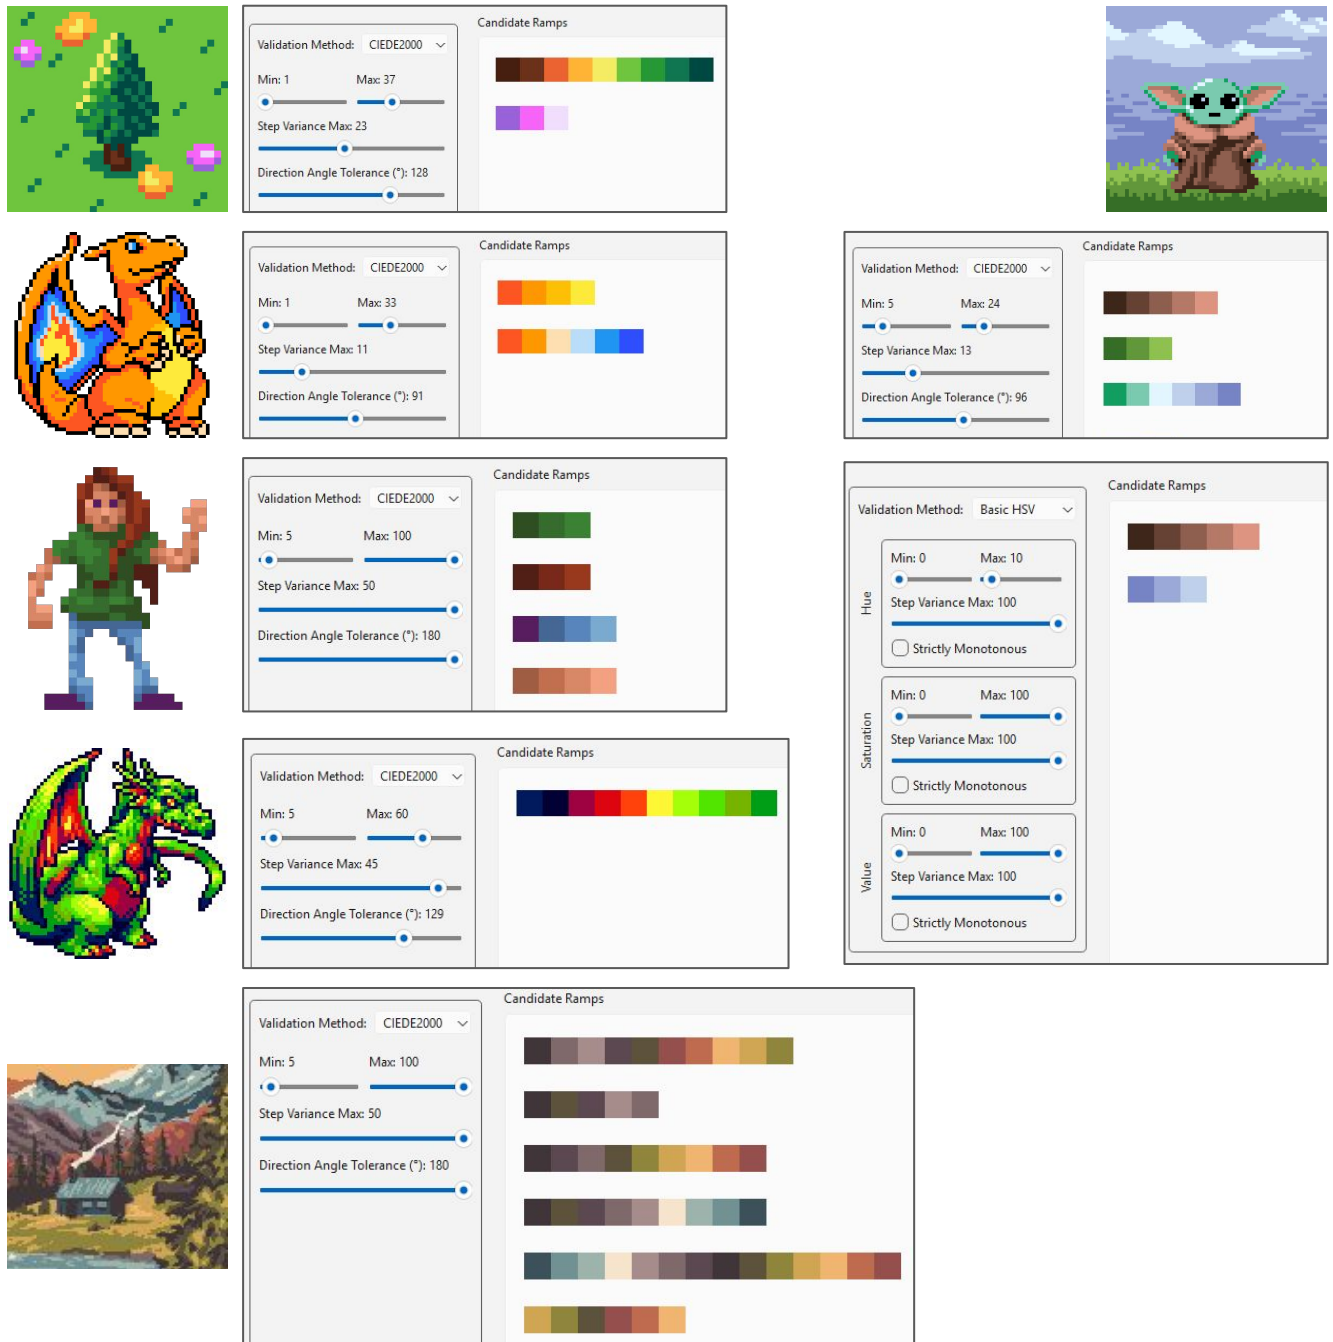 Candidate Ramps
Validation Method: CIEDE2000
Min: 1 Max: 37
Step Variance Max: 23
Direction Angle Tolerance (°): 128
Candidate Ramps
Validation Method: CIEDE2000
Min: 1 Max: 33
Step Variance Max: 11
Direction Angle Tolerance (°): 91
Candidate Ramps
Validation Method: CIEDE2000
Min: 5 Max: 24
Step Variance Max: 13
Direction Angle Tolerance (°): 96
Candidate Ramps
Validation Method: CIEDE2000
Min: 5 Max: 100
Step Variance Max: 50
Direction Angle Tolerance (°): 180
Candidate Ramps
Validation Method: Basic HSV
Hue
Min: 0 Max: 10
Step Variance Max: 100
Strictly Monotonous
Saturation
Min: 0 Max: 100
Step Variance Max: 100
Strictly Monotonous
Value
Min: 0 Max: 100
Step Variance Max: 100
Strictly Monotonous
Candidate Ramps
Validation Method: CIEDE2000
Min: 5 Max: 60
Step Variance Max: 45
Direction Angle Tolerance (°): 129
Candidate Ramps
Validation Method: CIEDE2000
Min: 5 Max: 100
Step Variance Max: 50
Direction Angle Tolerance (°): 180